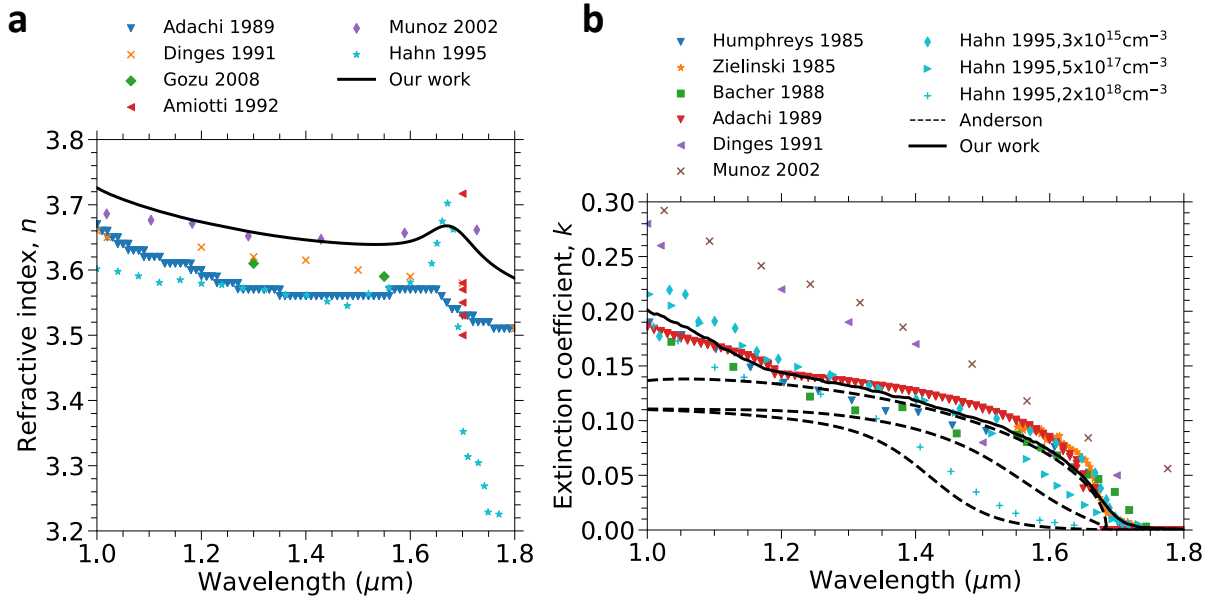 a
Adachi 1989
Dinges 1991
Gozu 2008
Amiotti 1992
Munoz 2002
Hahn 1995
Our work
3.8
3.7
3.6
3.5
3.4
3.3
3.2
Refractive index, n
1.0 1.2 1.4 1.6 1.8
Wavelength (μm)
b
Humphreys 1985
Zielinski 1985
Bacher 1988
Adachi 1989
Dinges 1991
Munoz 2002
Hahn 1995,3x10¹⁵cm⁻³
Hahn 1995,5x10¹⁷cm⁻³
Hahn 1995,2x10¹⁸cm⁻³
Anderson
Our work
0.30
0.25
0.20
0.15
0.10
0.05
0.00
Extinction coefficient, k
1.0 1.2 1.4 1.6 1.8
Wavelength (μm)